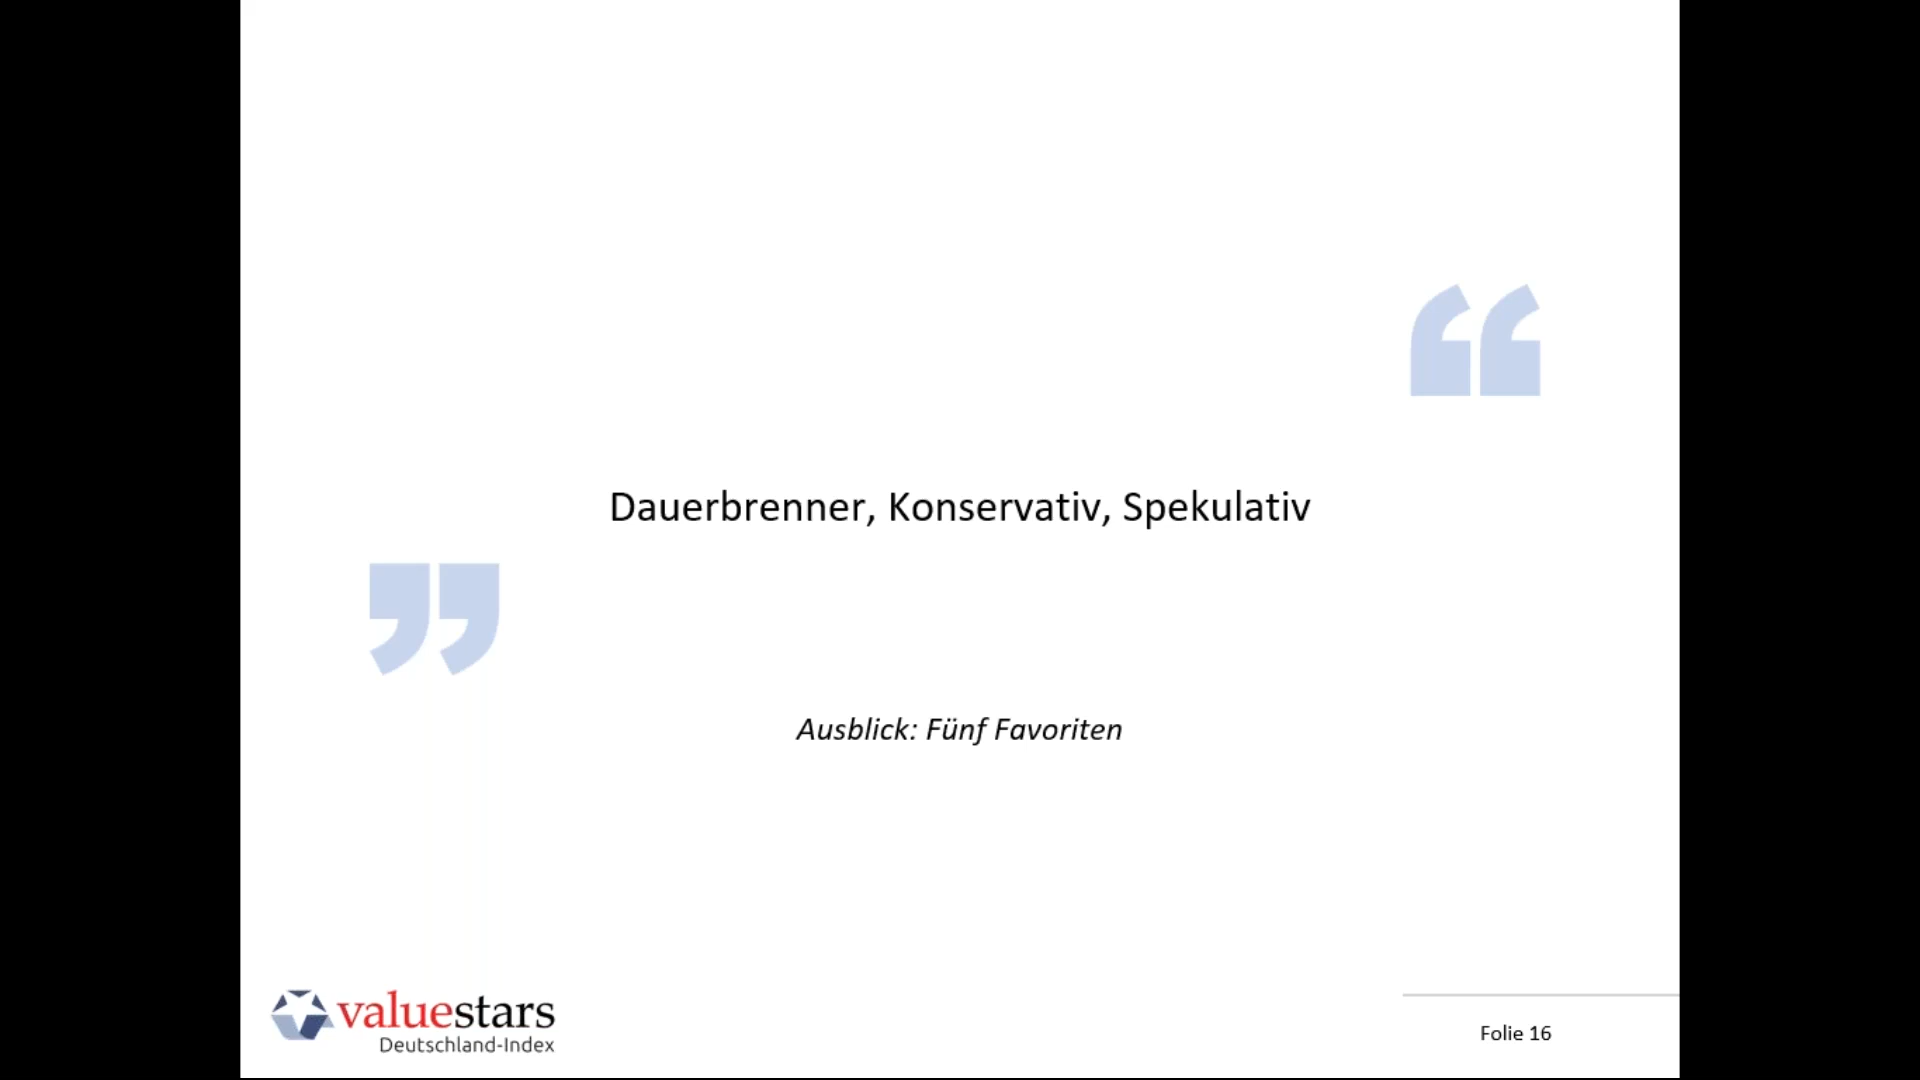 Dauerbrenner, Konservativ, Spekulativ
Ausblick: Fünf Favoriten
valuestars
Deutschland-Index
Folie 16